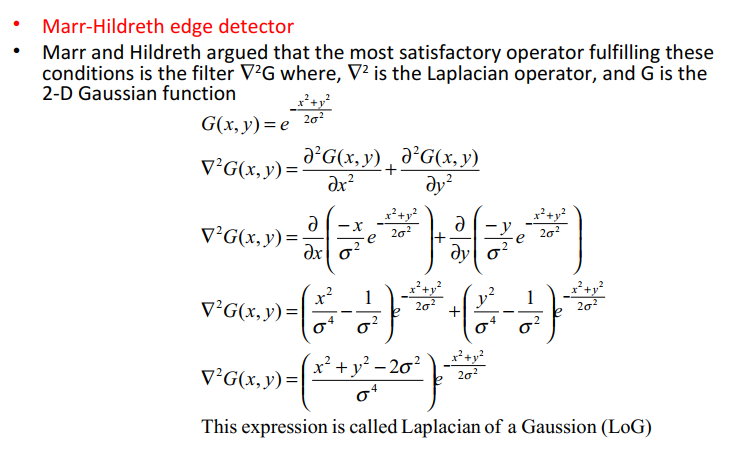 • Marr-Hildreth edge detector
• Marr and Hildreth argued that the most satisfactory operator fulfilling these
conditions is the filter ∇²G where, ∇² is the Laplacian operator, and G is the
2-D Gaussian function
$G(x,y)=e^{-\frac{x^2+y^2}{2\sigma^2}}$
$\nabla^2 G(x,y)=\frac{\partial^2 G(x,y)}{\partial x^2}+\frac{\partial^2 G(x,y)}{\partial y^2}$
$\nabla^2 G(x,y)=\frac{\partial}{\partial x}\left(\frac{-x}{\sigma^2}e^{-\frac{x^2+y^2}{2\sigma^2}}\right)+\frac{\partial}{\partial y}\left(\frac{-y}{\sigma^2}e^{-\frac{x^2+y^2}{2\sigma^2}}\right)$
$\nabla^2 G(x,y)=\left(\frac{x^2}{\sigma^4}-\frac{1}{\sigma^2}\right)e^{-\frac{x^2+y^2}{2\sigma^2}}+\left(\frac{y^2}{\sigma^4}-\frac{1}{\sigma^2}\right)e^{-\frac{x^2+y^2}{2\sigma^2}}$
$\nabla^2 G(x,y)=\left(\frac{x^2+y^2-2\sigma^2}{\sigma^4}\right)e^{-\frac{x^2+y^2}{2\sigma^2}}$
This expression is called Laplacian of a Gaussion (LoG)